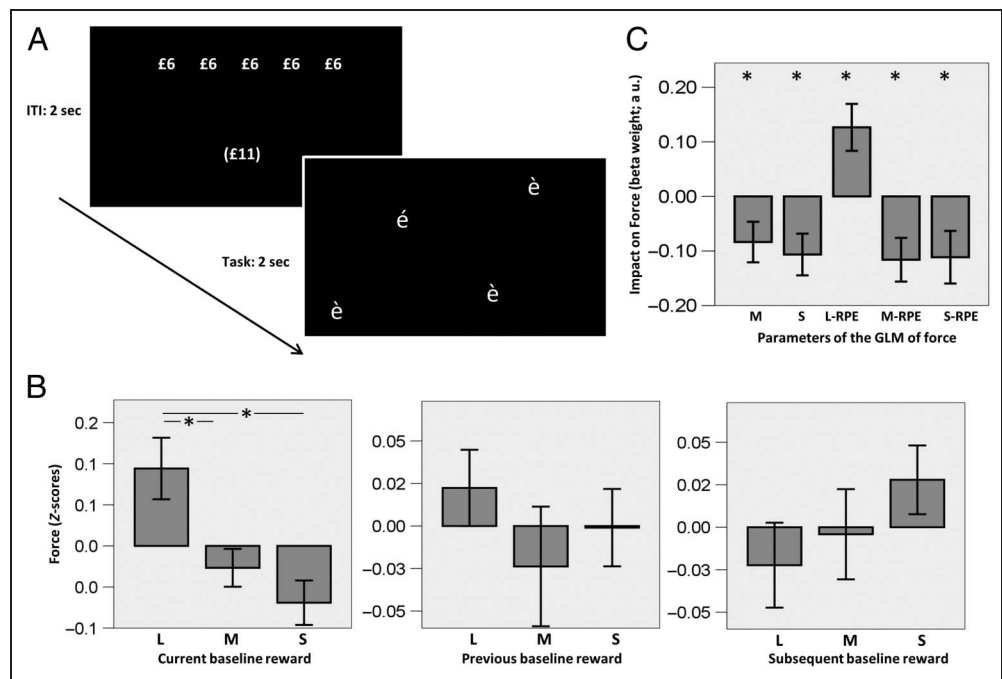 A
£6 £6 £6 £6 £6
ITI: 2 sec
(£11)
è
é
Task: 2 sec
è
è
C
* * * * *
Impact on Force (beta weight; a u.)
0.20
0.10
0.00
−0.10
−0.20
M S L-RPE M-RPE S-RPE
Parameters of the GLM of force
B
Force (Z-scores)
0.2
0.1
0.1
0.0
0.0
−0.1
*
*
L M S
Current baseline reward
0.05
0.02
0.00
−0.03
0.05
L M S
Previous baseline reward
0.05
0.02
0.00
−0.03
0.05
L M S
Subsequent baseline reward